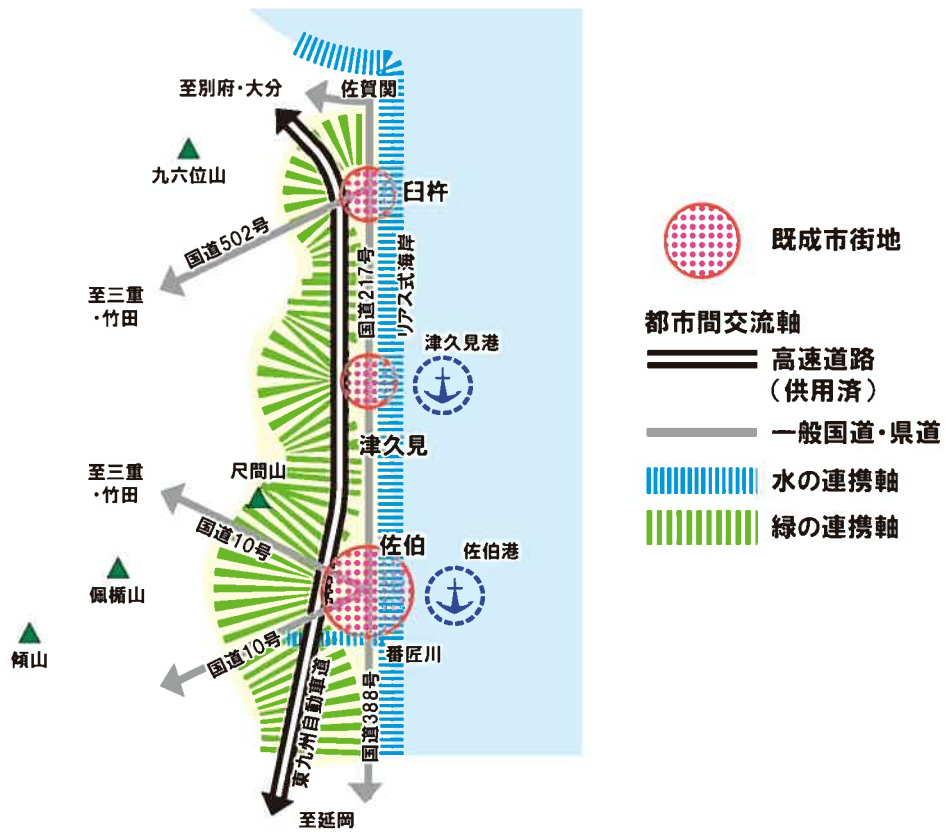 至別府・大分
佐賀関
九六位山
臼杵
国道502号
至三重
・竹田
国道217号
リアス式海岸
津久見港
津久見
至三重
・竹田
尺間山
国道10号
佐伯
佐伯港
佩楯山
傾山
国道10号
番匠川
東九州自動車道
国道388号
至延岡
既成市街地
都市間交流軸
高速道路
（供用済）
一般国道・県道
水の連携軸
緑の連携軸